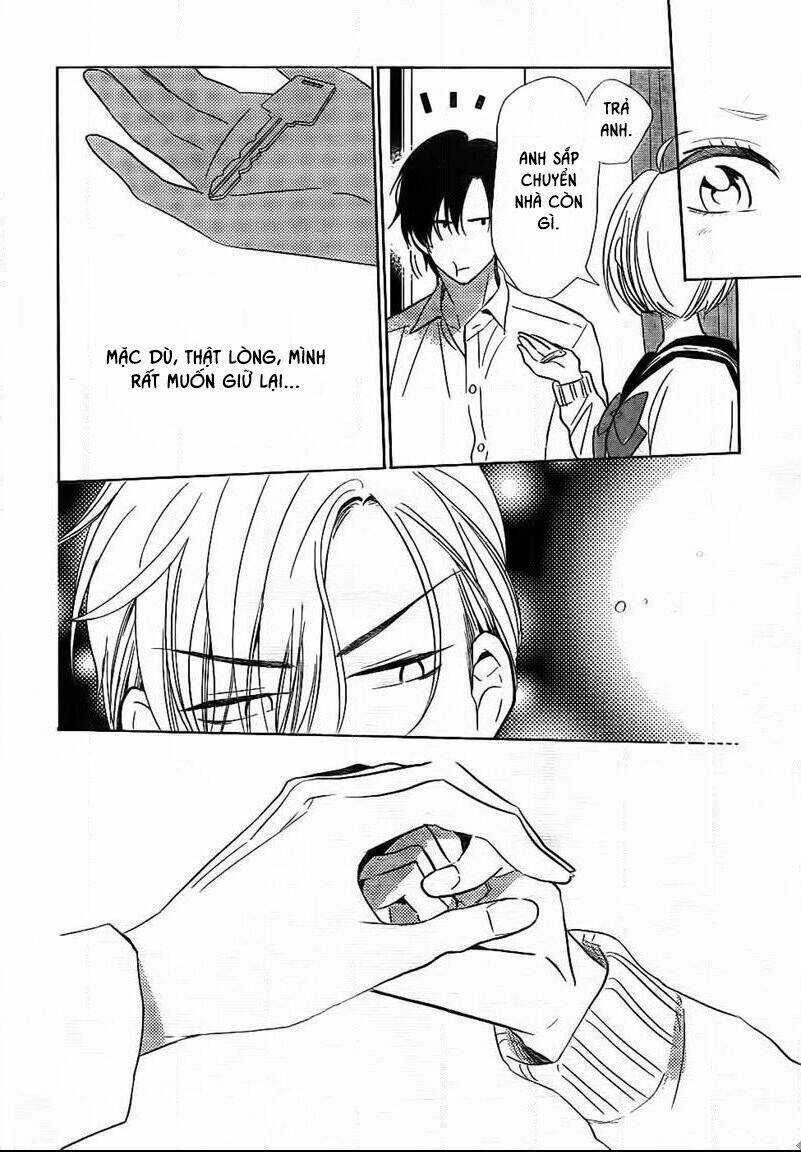 TRẢ
ANH.
ANH SẮP
CHUYỂN
NHÀ CÒN
GÌ.
MẶC DÙ, THẬT LÒNG, MÌNH
RẤT MUỐN GIỮ LẠI...